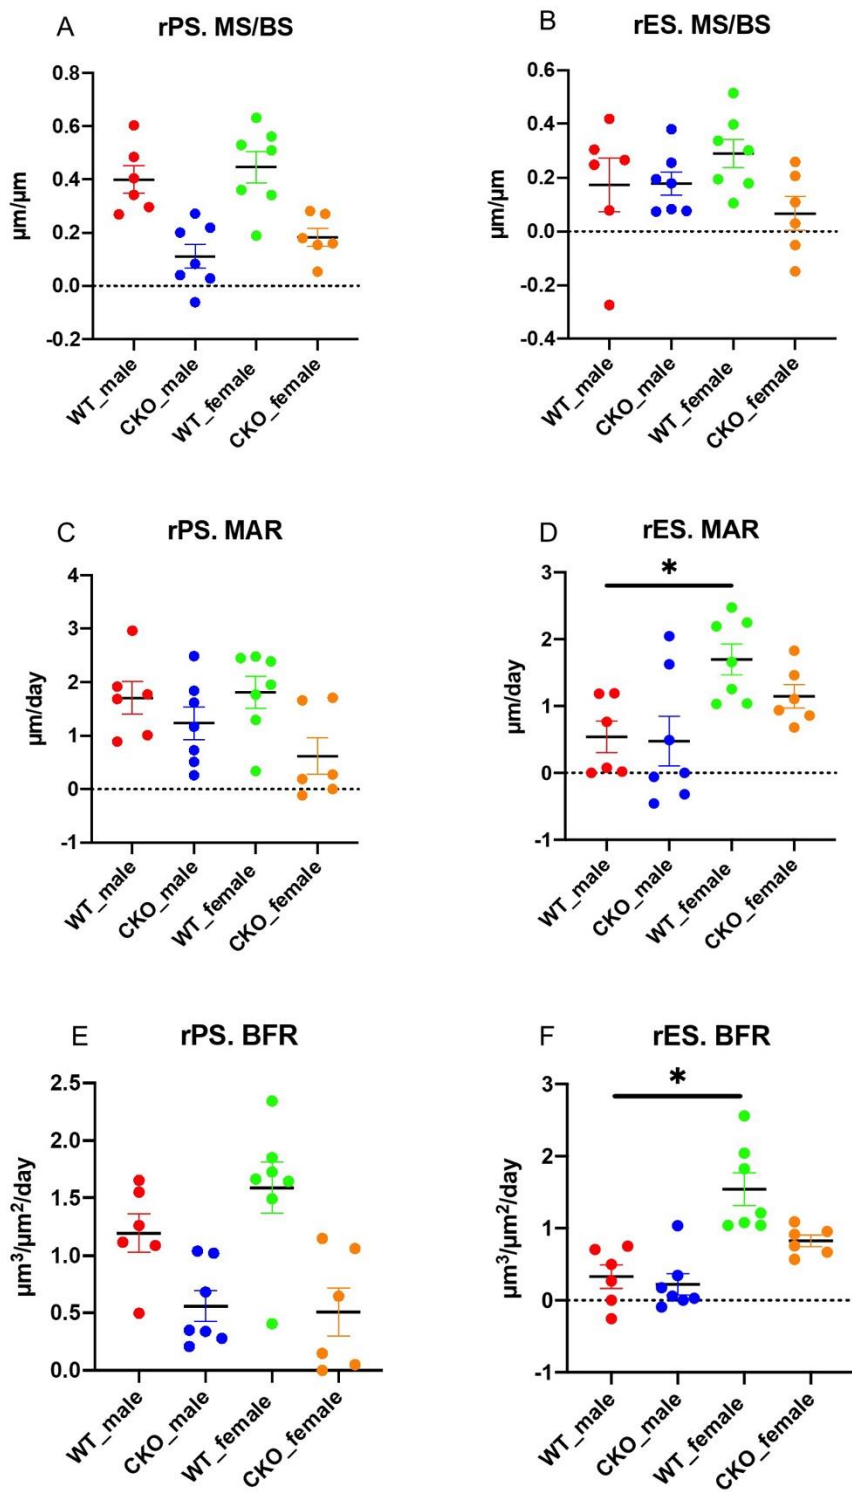 A
rPS. MS/BS
0.8
0.6
0.4
0.2
0.0
-0.2
µm/µm
WT_male
CKO_male
WT_female
CKO_female
B
rES. MS/BS
0.6
0.4
0.2
0.0
-0.2
-0.4
µm/µm
WT_male
CKO_male
WT_female
CKO_female
C
rPS. MAR
4
3
2
1
0
-1
µm/day
WT_male
CKO_male
WT_female
CKO_female
D
rES. MAR
*
3
2
1
0
-1
µm/day
WT_male
CKO_male
WT_female
CKO_female
E
rPS. BFR
2.5
2.0
1.5
1.0
0.5
0.0
µm³/µm²/day
WT_male
CKO_male
WT_female
CKO_female
F
rES. BFR
*
3
2
1
0
-1
µm³/µm²/day
WT_male
CKO_male
WT_female
CKO_female